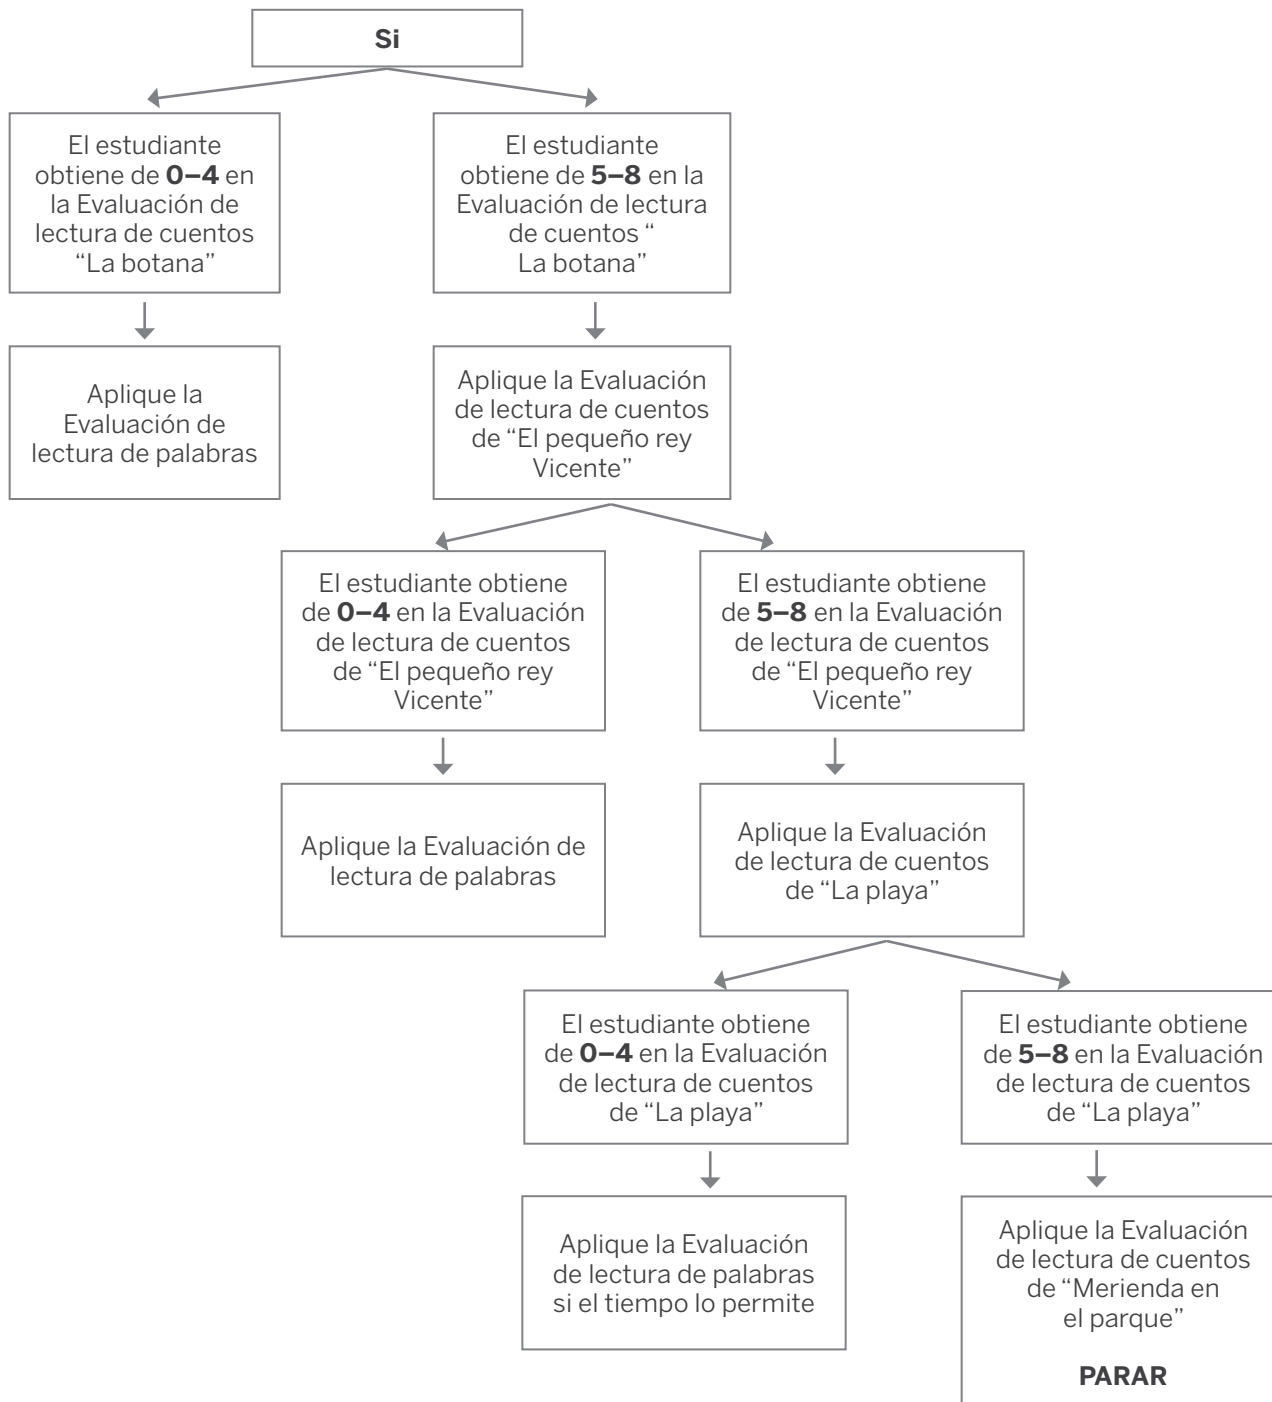 Si
El estudiante
obtiene de 0–4 en
la Evaluación de
lectura de cuentos
“La botana”
El estudiante
obtiene de 5–8 en la
Evaluación de lectura
de cuentos “
La botana”
Aplique la
Evaluación de
lectura de palabras
Aplique la Evaluación
de lectura de cuentos
de “El pequeño rey
Vicente”
El estudiante obtiene
de 0–4 en la Evaluación
de lectura de cuentos
de “El pequeño rey
Vicente”
El estudiante obtiene
de 5–8 en la Evaluación
de lectura de cuentos
de “El pequeño rey
Vicente”
Aplique la Evaluación de
lectura de palabras
Aplique la Evaluación
de lectura de cuentos
de “La playa”
El estudiante obtiene
de 0–4 en la Evaluación
de lectura de cuentos
de “La playa”
El estudiante obtiene
de 5–8 en la Evaluación
de lectura de cuentos
de “La playa”
Aplique la Evaluación
de lectura de palabras
si el tiempo lo permite
Aplique la Evaluación
de lectura de cuentos
de “Merienda en
el parque”
PARAR